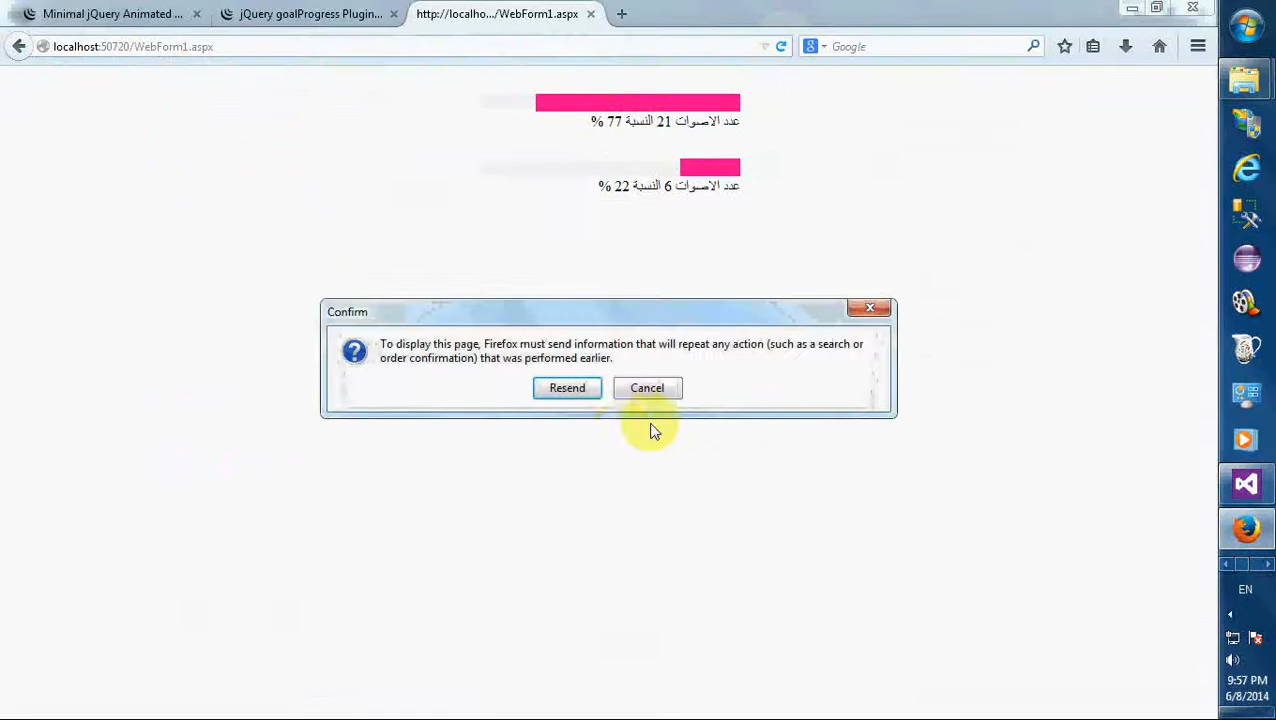 Minimal jQuery Animated ...
jQuery goalProgress Plugin...
http://localho.../WebForm1.aspx
localhost:50720/WebForm1.aspx
Google
عدد الاصوات 21 النسبة 77 %
عدد الاصوات 6 النسبة 22 %
Confirm
To display this page, Firefox must send information that will repeat any action (such as a search or
order confirmation) that was performed earlier.
Resend
Cancel
EN
9:57 PM
6/8/2014